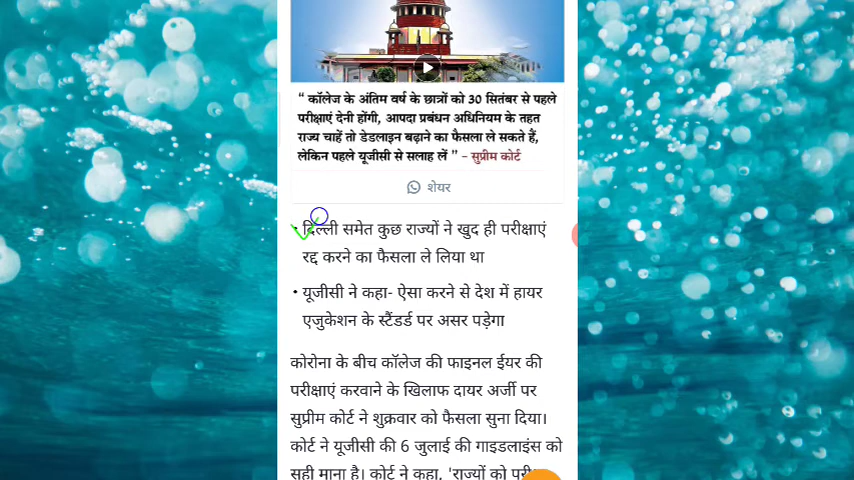 “ कॉलेज के अंतिम वर्ष के छात्रों को 30 सितंबर से पहले
परीक्षाएं देनी होंगी, आपदा प्रबंधन अधिनियम के तहत
राज्य चाहें तो डेडलाइन बढ़ाने का फैसला ले सकते हैं,
लेकिन पहले यूजीसी से सलाह लें ” - सुप्रीम कोर्ट
शेयर
• दिल्ली समेत कुछ राज्यों ने खुद ही परीक्षाएं
रद्द करने का फैसला ले लिया था
• यूजीसी ने कहा- ऐसा करने से देश में हायर
एजुकेशन के स्टैंडर्ड पर असर पड़ेगा
कोरोना के बीच कॉलेज की फाइनल ईयर की
परीक्षाएं करवाने के खिलाफ दायर अर्जी पर
सुप्रीम कोर्ट ने शुक्रवार को फैसला सुना दिया।
कोर्ट ने यूजीसी की 6 जुलाई की गाइडलाइंस को
सही माना है। कोर्ट ने कहा, 'राज्यों को